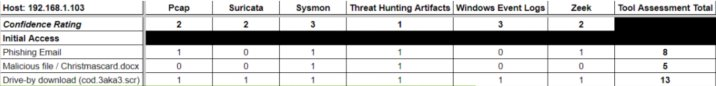 Host: 192.168.1.103 Pcap Suricata Sysmon Threat Hunting Artifacts Windows Event Logs Zeek Tool Assessment Total
Confidence Rating 2 2 3 1 3 2
Initial Access
Phishing Email 1 0 1 1 0 1 8
Malicious file / Christmascard.docx 0 0 1 1 0 0 5
Drive-by download (cod.3aka3.scr) 1 1 1 1 1 1 13